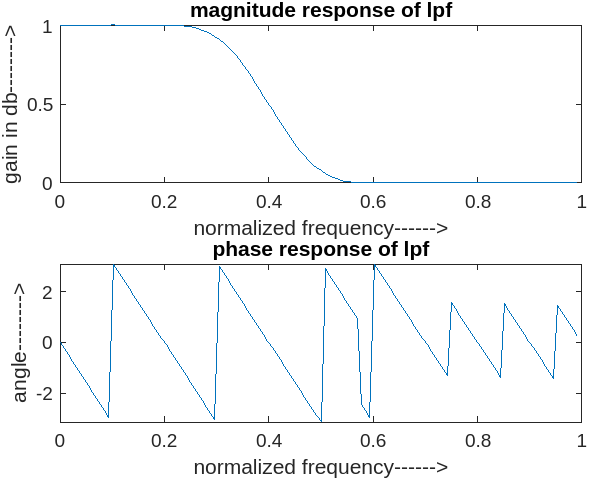 magnitude response of lpf
1
0.5
0
gain in db-------->
0 0.2 0.4 0.6 0.8 1
normalized frequency------>
phase response of lpf
2
0
-2
angle-------->
0 0.2 0.4 0.6 0.8 1
normalized frequency------>